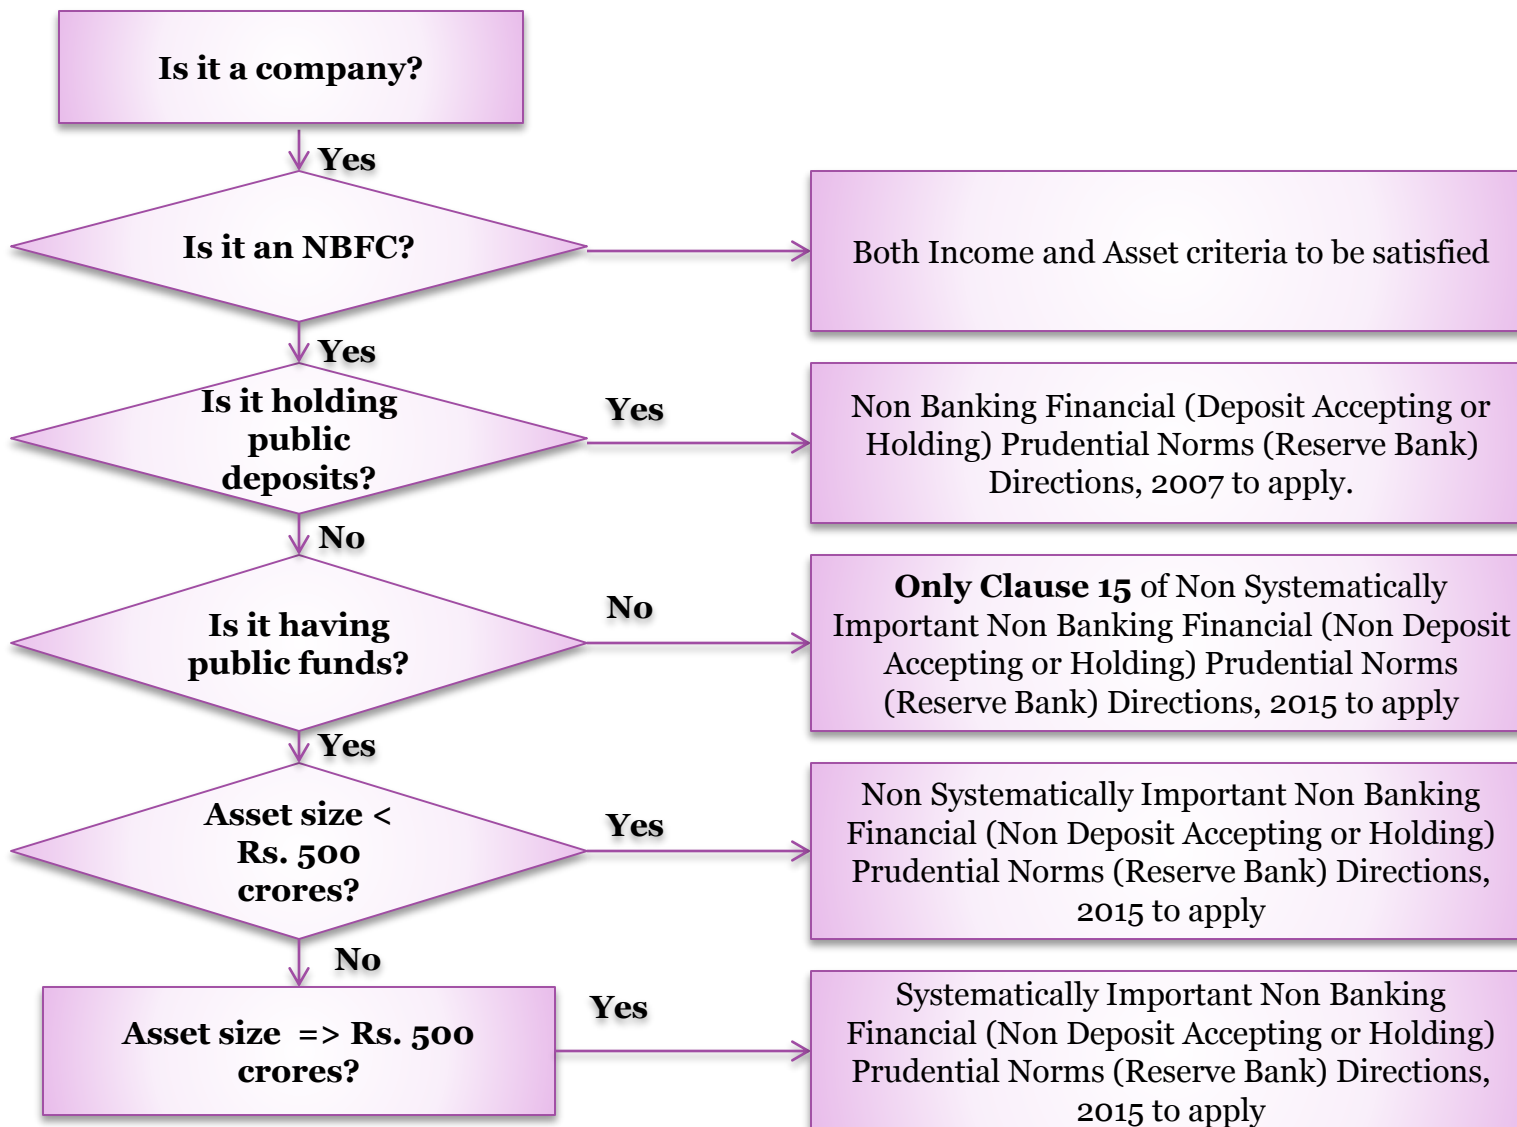 Is it a company?
Yes
Is it an NBFC?
Both Income and Asset criteria to be satisfied
Yes
Is it holding
public
deposits?
Yes
Non Banking Financial (Deposit Accepting or
Holding) Prudential Norms (Reserve Bank)
Directions, 2007 to apply.
No
Is it having
public funds?
No
Only Clause 15 of Non Systematically
Important Non Banking Financial (Non Deposit
Accepting or Holding) Prudential Norms
(Reserve Bank) Directions, 2015 to apply
Yes
Asset size <
Rs. 500
crores?
Yes
Non Systematically Important Non Banking
Financial (Non Deposit Accepting or Holding)
Prudential Norms (Reserve Bank) Directions,
2015 to apply
No
Asset size => Rs. 500
crores?
Yes
Systematically Important Non Banking
Financial (Non Deposit Accepting or Holding)
Prudential Norms (Reserve Bank) Directions,
2015 to apply